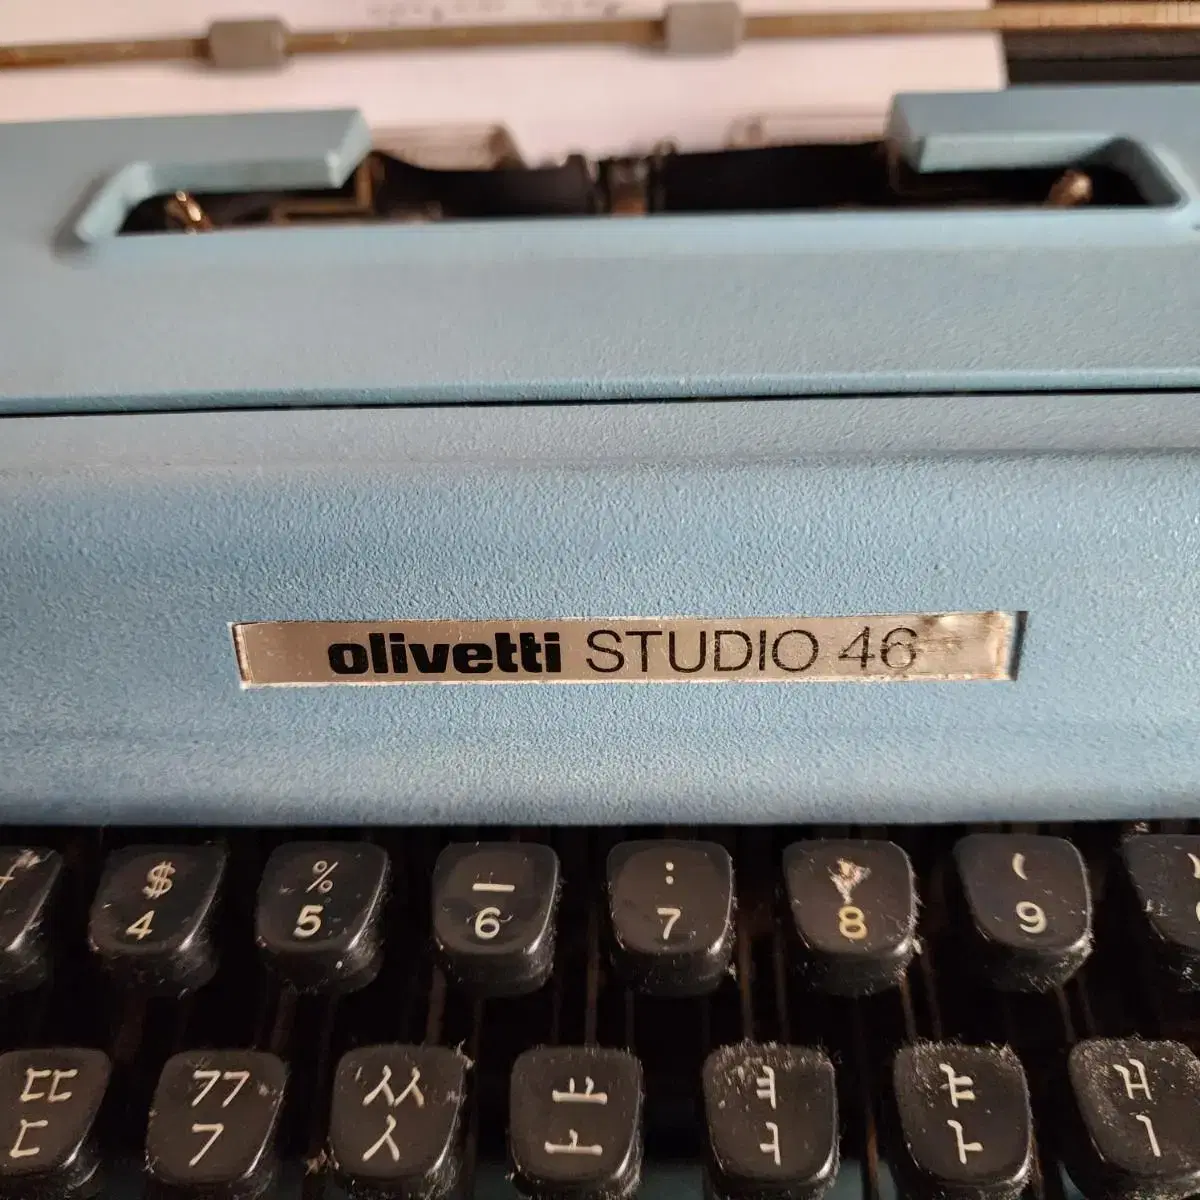 olivetti STUDIO 46
$ % — :
4 5 6 7 8 9
ㄸ ㄲ ㅆ ㅛ ㅕ ㅑ ㅐ
ㄷ ㄱ ㅅ ㅗ ㅓ ㅏ ㅣ